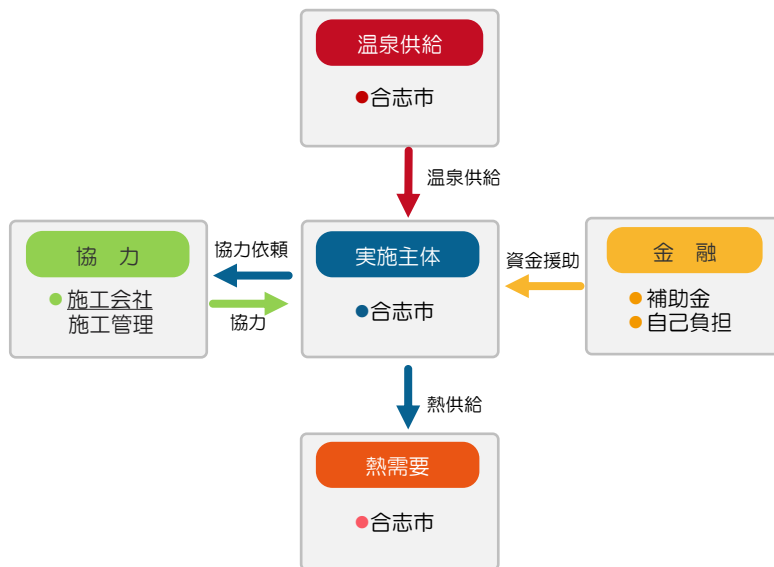 温泉供給
●合志市
温泉供給
協　力
●施工会社
施工管理
協力依頼
協力
実施主体
●合志市
資金援助
金　融
●補助金
●自己負担
熱供給
熱需要
●合志市